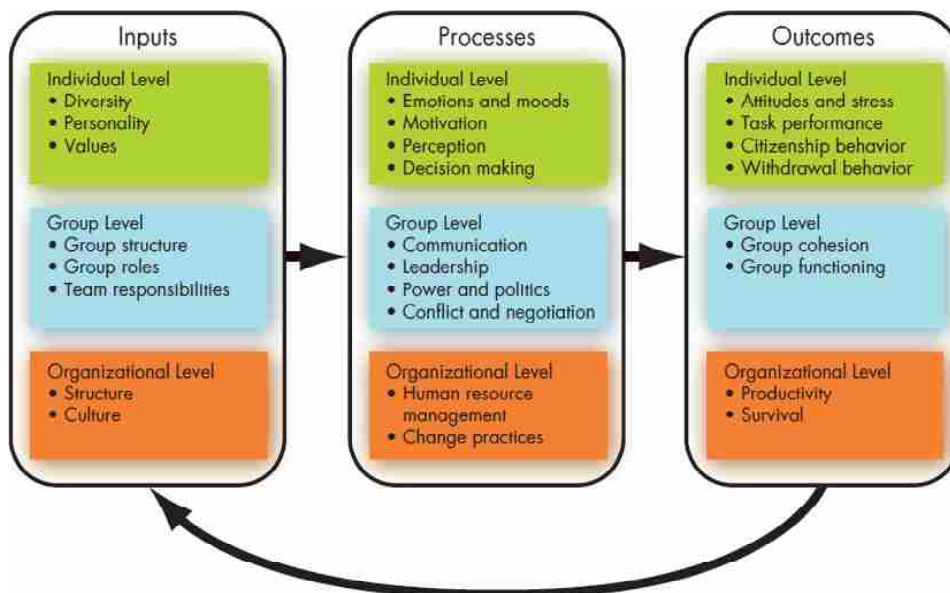 Inputs
Individual Level
• Diversity
• Personality
• Values
Group Level
• Group structure
• Group roles
• Team responsibilities
Organizational Level
• Structure
• Culture
Processes
Individual Level
• Emotions and moods
• Motivation
• Perception
• Decision making
Group Level
• Communication
• Leadership
• Power and politics
• Conflict and negotiation
Organizational Level
• Human resource
management
• Change practices
Outcomes
Individual Level
• Attitudes and stress
• Task performance
• Citizenship behavior
• Withdrawal behavior
Group Level
• Group cohesion
• Group functioning
Organizational Level
• Productivity
• Survival